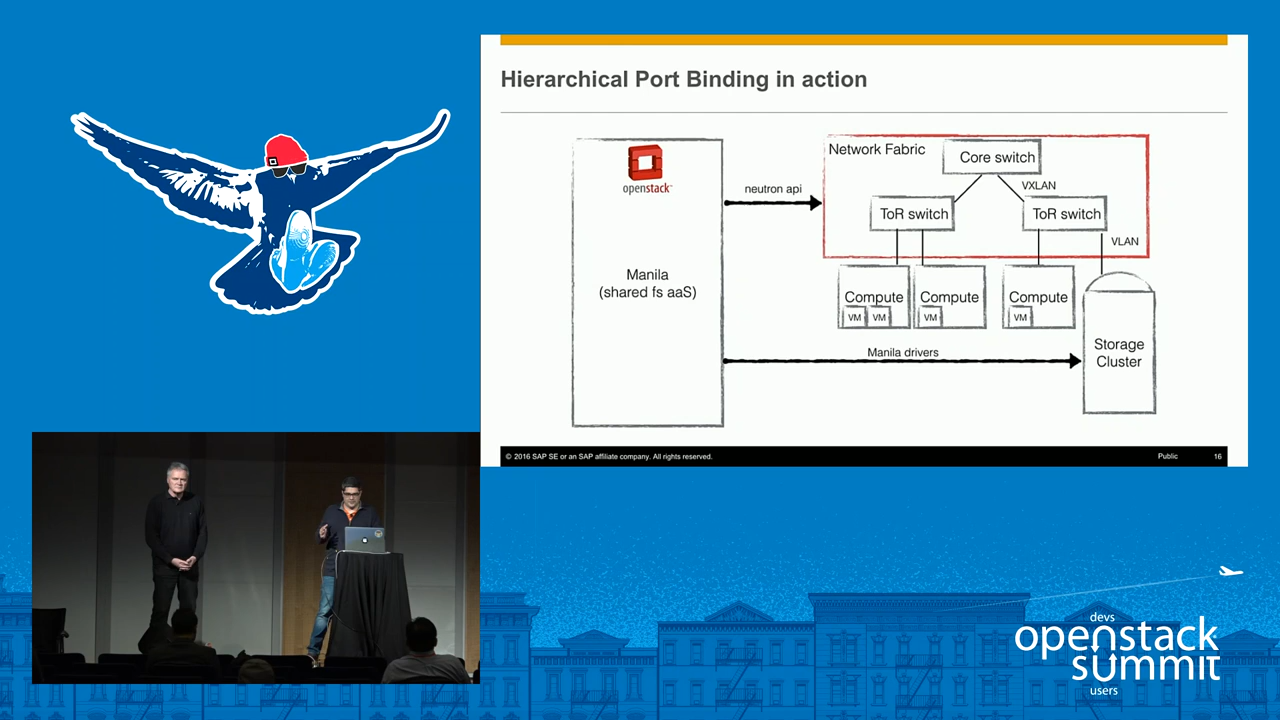 Hierarchical Port Binding in action
openstack™
Manila
(shared fs aaS)
neutron api
Network Fabric
Core switch
VXLAN
ToR switch
ToR switch
VLAN
Compute
VM
VM
Compute
VM
Compute
VM
Storage
Cluster
Manila drivers
© 2016 SAP SE or an SAP affiliate company. All rights reserved.
Public
16
devs
openstack
summit
users